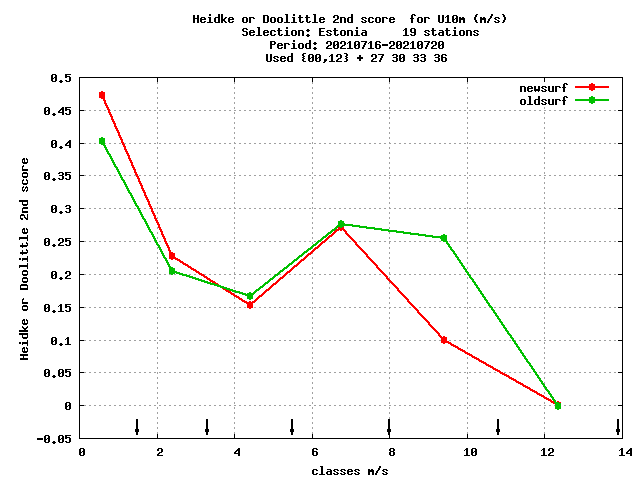 Heidke or Doolittle 2nd score  for U10m (m/s)
Selection: Estonia     19 stations
Period: 20210716-20210720
Used {00,12} + 27 30 33 36
newsurf
oldsurf
Heidke or Doolittle 2nd score
0.5
0.45
0.4
0.35
0.3
0.25
0.2
0.15
0.1
0.05
0
-0.05
0 2 4 6 8 10 12 14
classes m/s